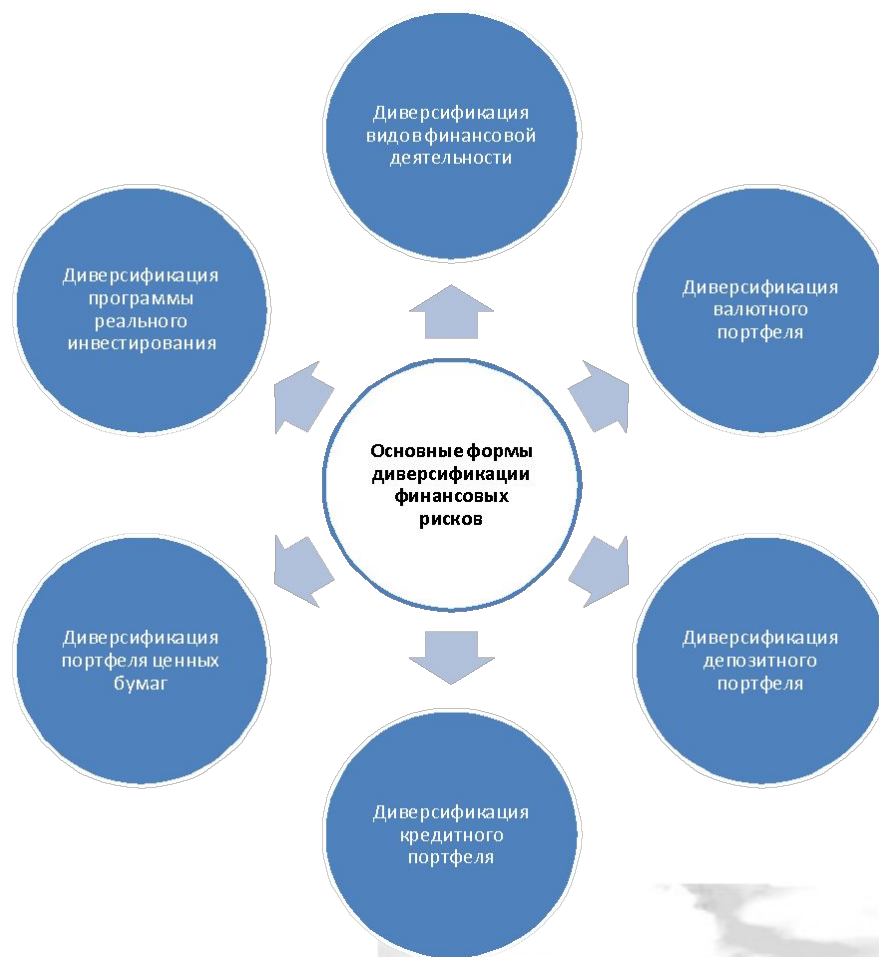 Диверсификация
видов финансовой
деятельности
Диверсификация
валютного
портфеля
Диверсификация
депозитного
портфеля
Диверсификация
кредитного
портфеля
Диверсификация
портфеля ценных
бумаг
Диверсификация
программы
реального
инвестирования
Основные формы
диверсификации
финансовых
рисков